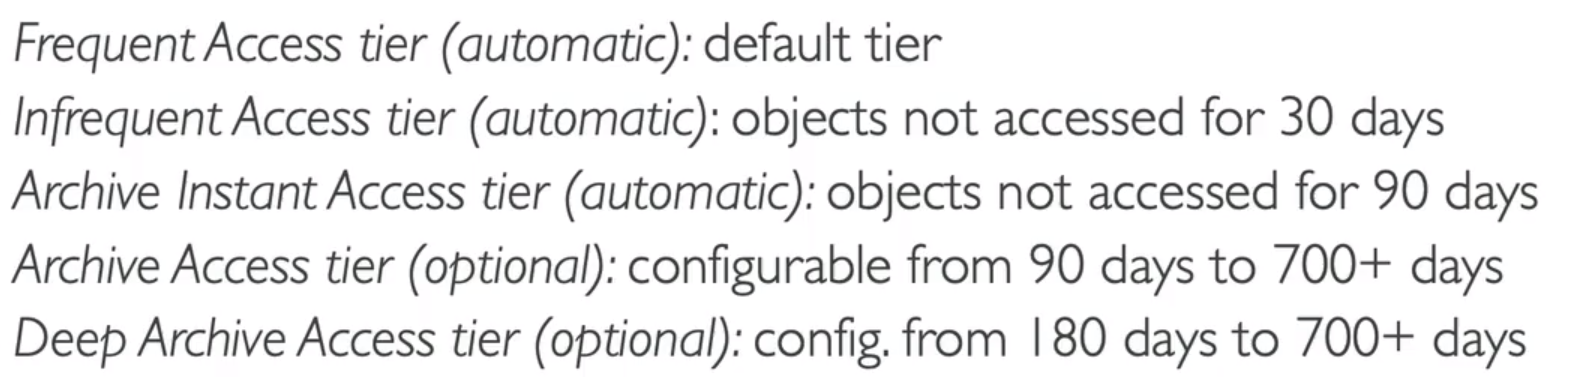 Frequent Access tier (automatic): default tier
Infrequent Access tier (automatic): objects not accessed for 30 days
Archive Instant Access tier (automatic): objects not accessed for 90 days
Archive Access tier (optional): configurable from 90 days to 700+ days
Deep Archive Access tier (optional): config. from 180 days to 700+ days